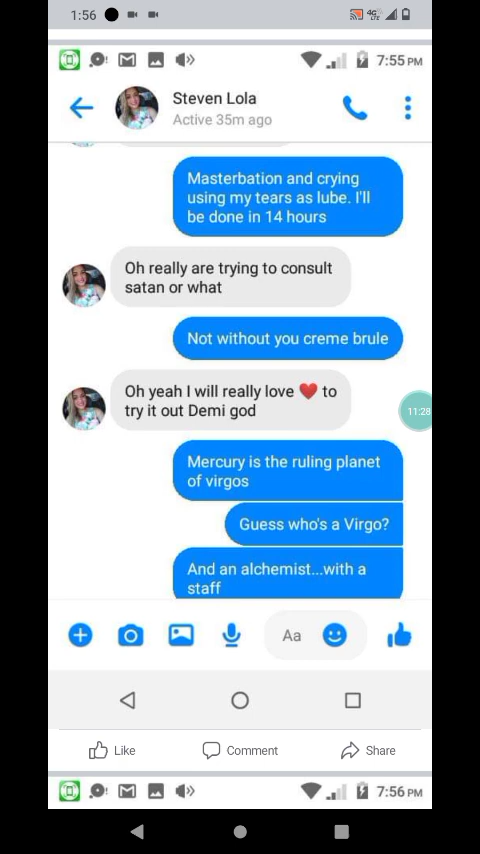 1:56
4G LTE
7:55 PM
Steven Lola
Active 35m ago
Masterbation and crying
using my tears as lube. I'll
be done in 14 hours
Oh really are trying to consult
satan or what
Not without you creme brule
Oh yeah I will really love ❤️ to
try it out Demi god
11:28
Mercury is the ruling planet
of virgos
Guess who's a Virgo?
And an alchemist...with a
staff
Aa
Like
Comment
Share
7:56 PM